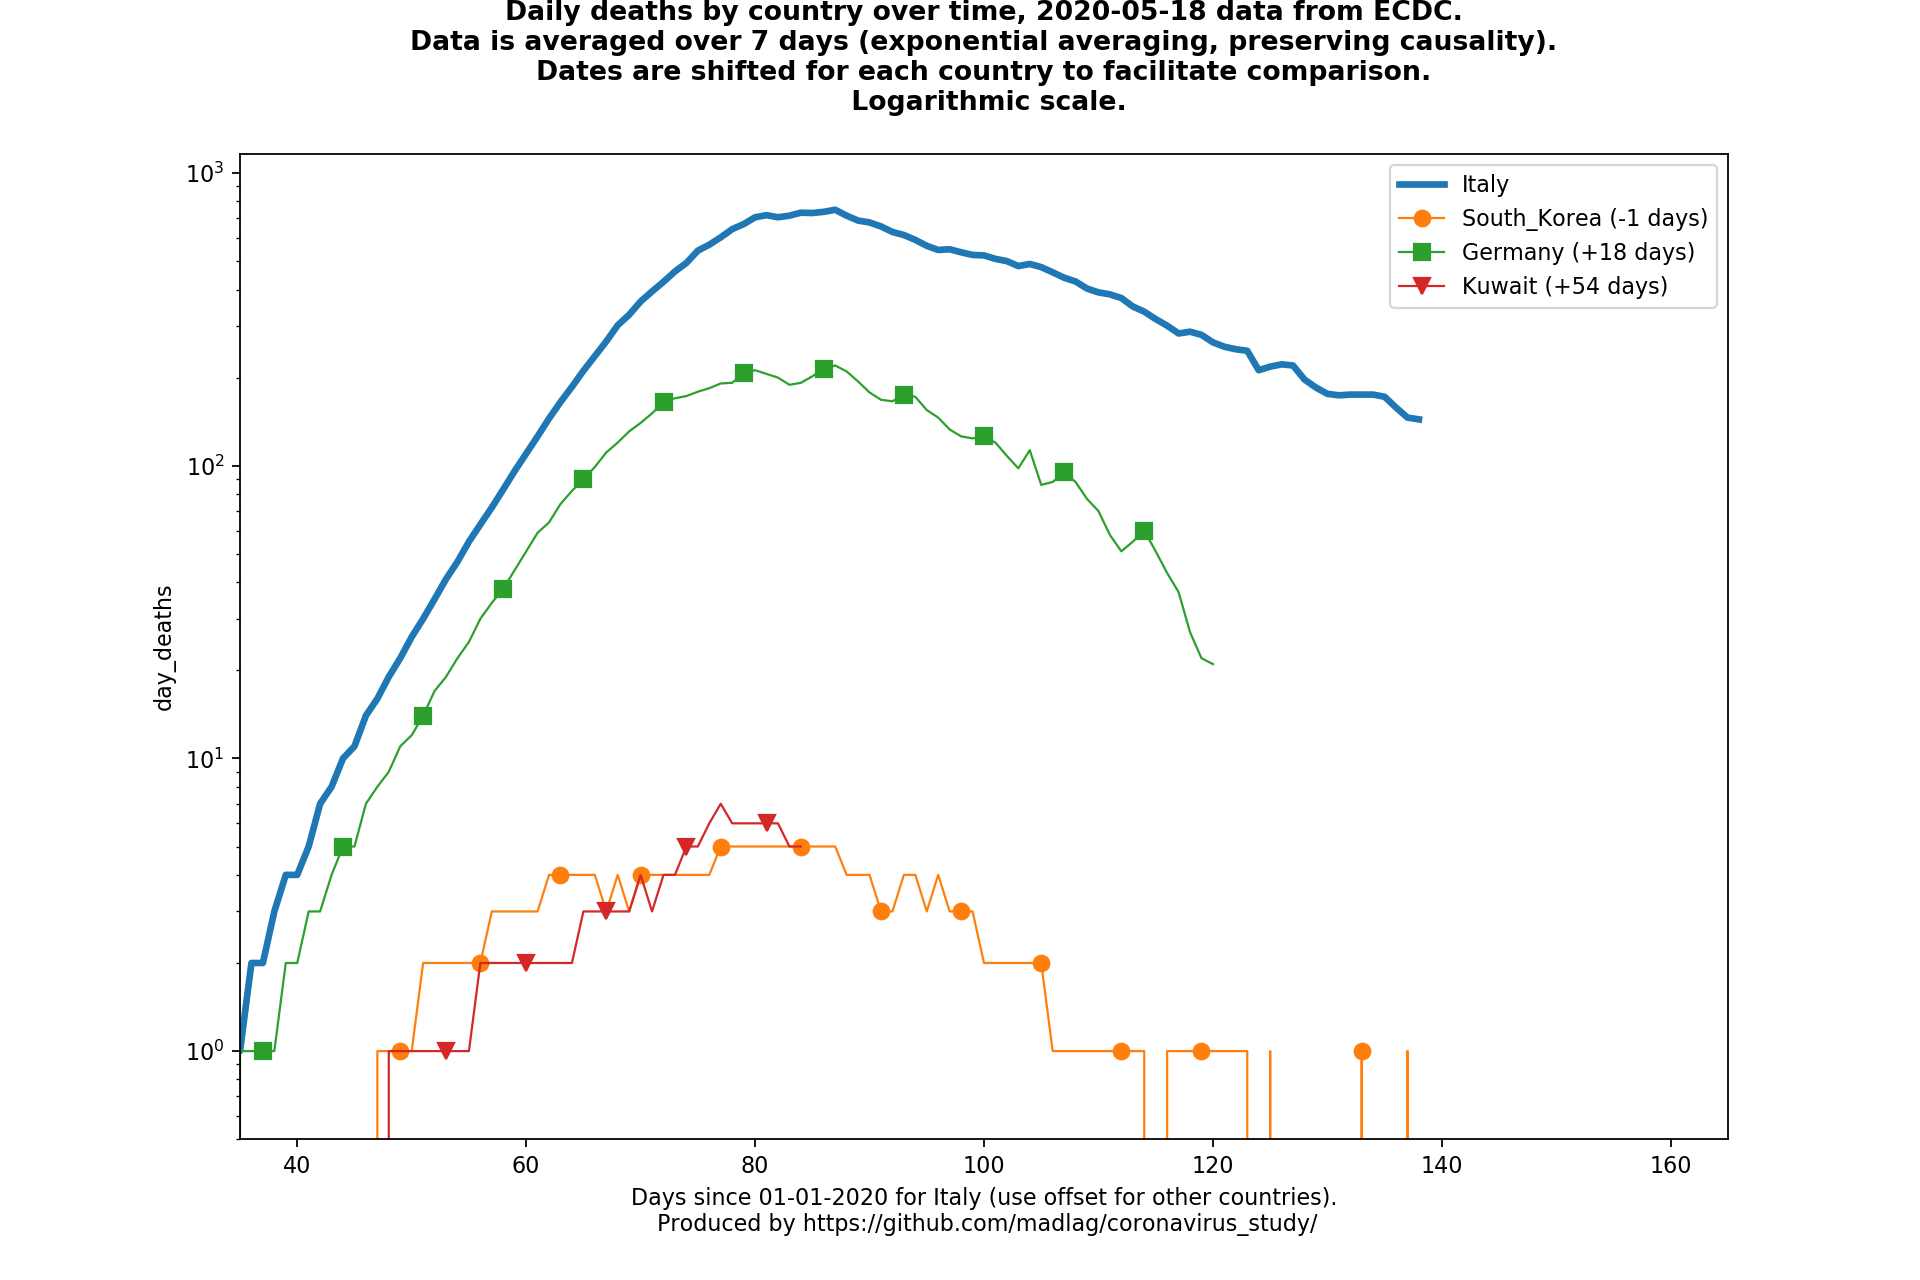 Daily deaths by country over time, 2020-05-18 data from ECDC.
Data is averaged over 7 days (exponential averaging, preserving causality).
Dates are shifted for each country to facilitate comparison.
Logarithmic scale.
10³
10²
10¹
10⁰
day_deaths
Italy
South_Korea (-1 days)
Germany (+18 days)
Kuwait (+54 days)
40 60 80 100 120 140 160
Days since 01-01-2020 for Italy (use offset for other countries).
Produced by https://github.com/madlag/coronavirus_study/